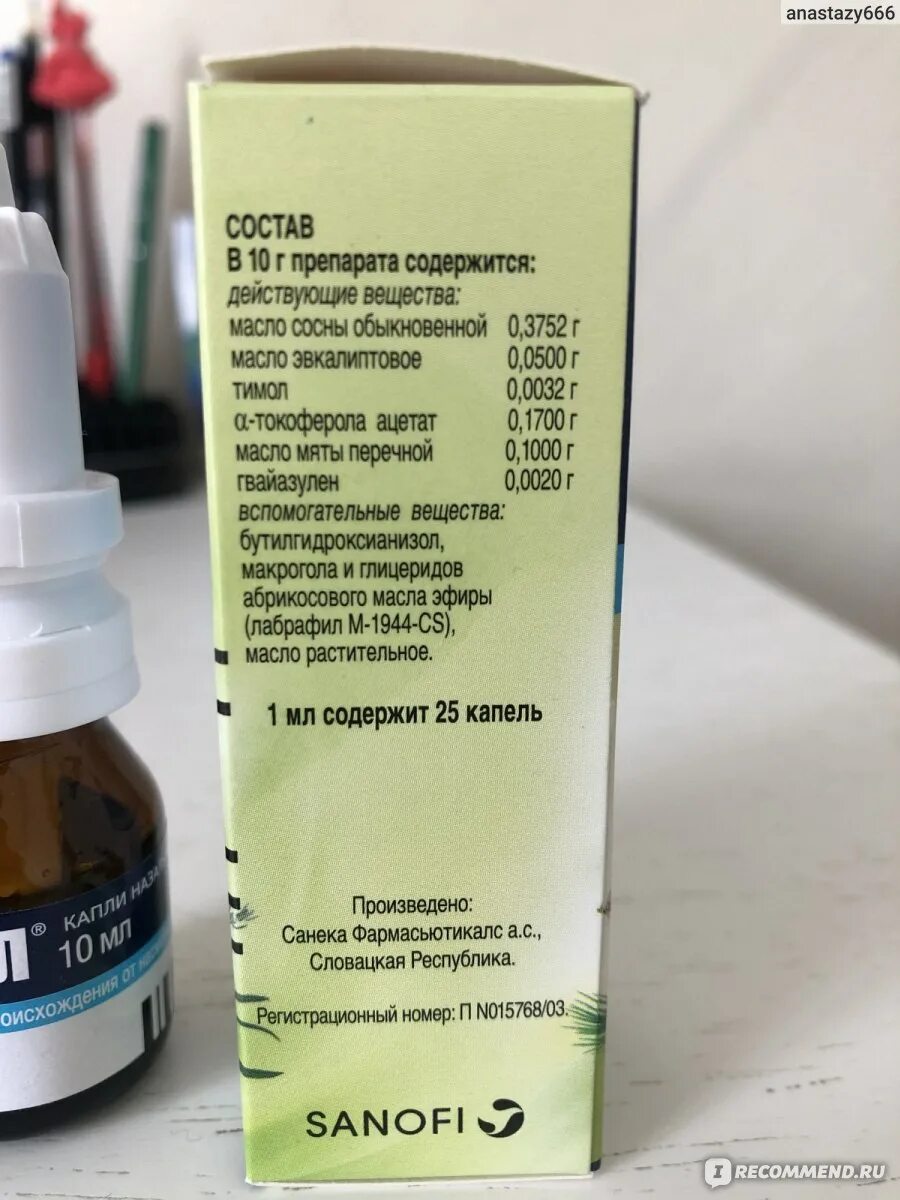 anastazy666
СОСТАВ
В 10 г препарата содержится:
действующие вещества:
масло сосны обыкновенной 0,3752 г
масло эвкалиптовое 0,0500 г
тимол 0,0032 г
α-токоферола ацетат 0,1700 г
масло мяты перечной 0,1000 г
гвайазулен 0,0020 г
вспомогательные вещества:
бутилгидроксианизол,
макрогола и глицеридов
абрикосового масла эфиры
(лабрафил М-1944-CS),
масло растительное.
1 мл содержит 25 капель
Произведено:
Санека Фармасьютикалс а.с.,
Словацкая Республика.
Регистрационный номер: П N015768/03.
SANOFI
КАПЛИ
® 10 МЛ
I RECOMMEND.RU